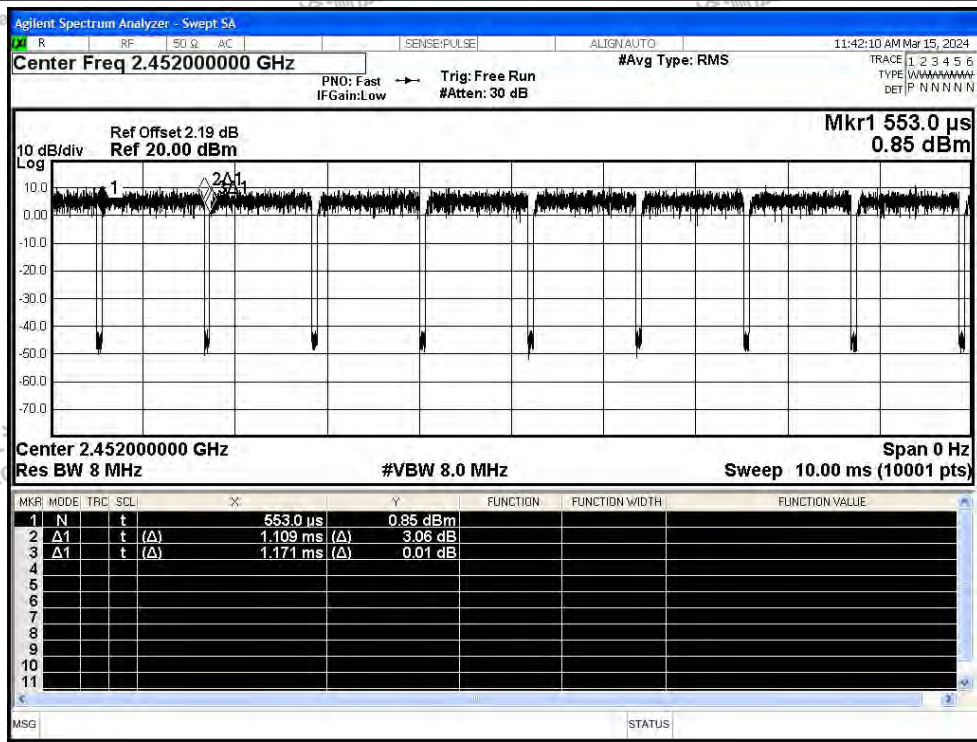 Agilent Spectrum Analyzer - Swept SA
R RF 50 Ω AC SENSE:PULSE ALIGN AUTO 11:42:10 AM Mar 15, 2024
Center Freq 2.452000000 GHz #Avg Type: RMS TRACE 1 2 3 4 5 6
PNO: Fast Trig: Free Run TYPE
IFGain:Low #Atten: 30 dB DET P N N N N N
Mkr1 553.0 µs
Ref Offset 2.19 dB
10 dB/div Ref 20.00 dBm 0.85 dBm
Log
10.0
1 2Δ1
0.00
-10.0
-20.0
-30.0
-40.0
-50.0
-60.0
-70.0
Center 2.452000000 GHz Span 0 Hz
Res BW 8 MHz #VBW 8.0 MHz Sweep 10.00 ms (10001 pts)
MKR MODE TRC SCL X Y FUNCTION FUNCTION WIDTH FUNCTION VALUE
1 N t 553.0 µs 0.85 dBm
2 Δ1 t (Δ) 1.109 ms (Δ) 3.06 dB
3 Δ1 t (Δ) 1.171 ms (Δ) 0.01 dB
4
5
6
7
8
9
10
11
MSG STATUS